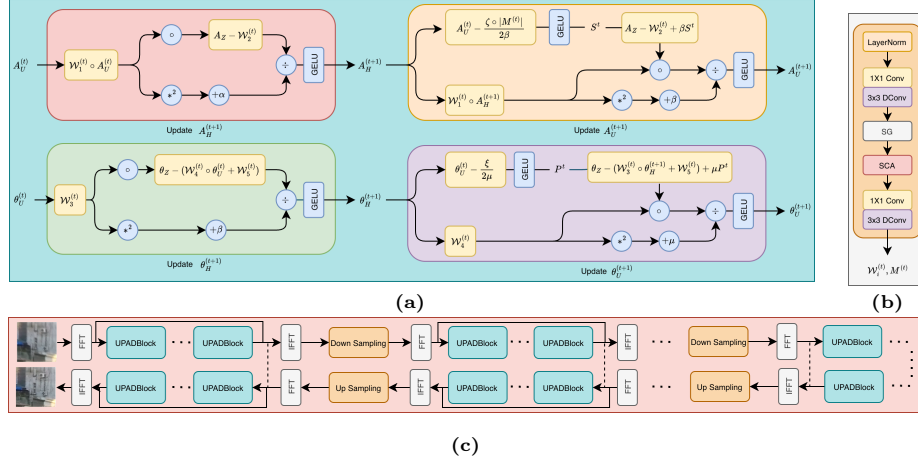 A_U^{(t)} W_1^{(t)} ∘ A_U^{(t)} ∘ A_Z − W_2^{(t)} *² +α ÷ GELU A_H^{(t+1)}
Update A_H^{(t+1)}
A_U^{(t)} − ζ ∘ |M^{(t)}| / 2β GELU S^t A_Z − W_2^{(t)} + βS^t
W_1^{(t)} ∘ A_H^{(t+1)} ∘ *² +β ÷ GELU A_U^{(t+1)}
Update A_U^{(t+1)}
θ_U^{(t)} W_3^{(t)} ∘ θ_Z − (W_4^{(t)} ∘ θ_U^{(t)} + W_5^{(t)}) *² +β ÷ GELU θ_H^{(t+1)}
Update θ_H^{(t+1)}
θ_U^{(t)} − ξ / 2μ GELU P^t θ_Z − (W_3^{(t)} ∘ θ_H^{(t+1)} + W_5^{(t)}) + μP^t
W_4^{(t)} ∘ *² +μ ÷ GELU θ_U^{(t+1)}
Update θ_U^{(t+1)}
(a)
LayerNorm
1X1 Conv
3x3 DConv
SG
SCA
1X1 Conv
3x3 DConv
W_i^{(t)}, M^{(t)}
(b)
FFT UPADBlock ··· UPADBlock IFFT Down Sampling FFT UPADBlock ··· UPADBlock IFFT ··· Down Sampling FFT UPADBlock ···
IFFT UPADBlock ··· UPADBlock FFT Up Sampling IFFT UPADBlock ··· UPADBlock FFT ··· Up Sampling IFFT UPADBlock ···
(c)